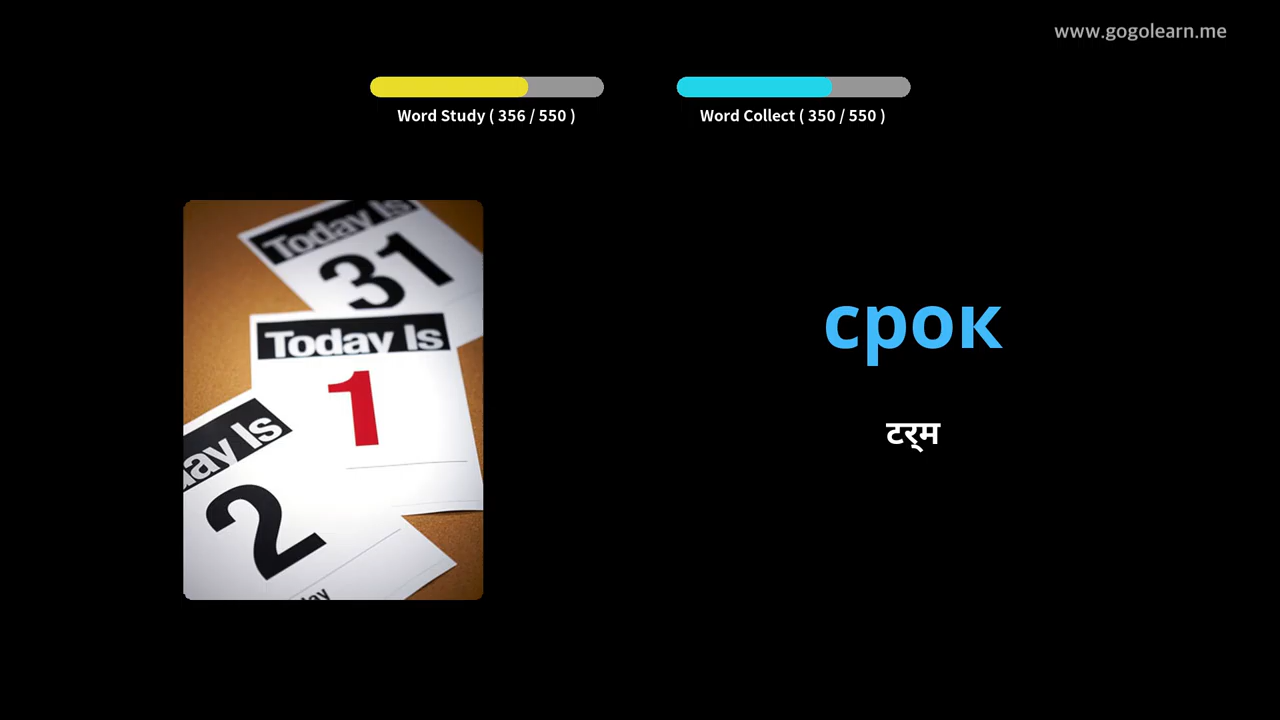 www.gogolearn.me
Word Study ( 356 / 550 )
Word Collect ( 350 / 550 )
Today Is
31
Today Is
1
ay Is
2
ay
срок
टर्म